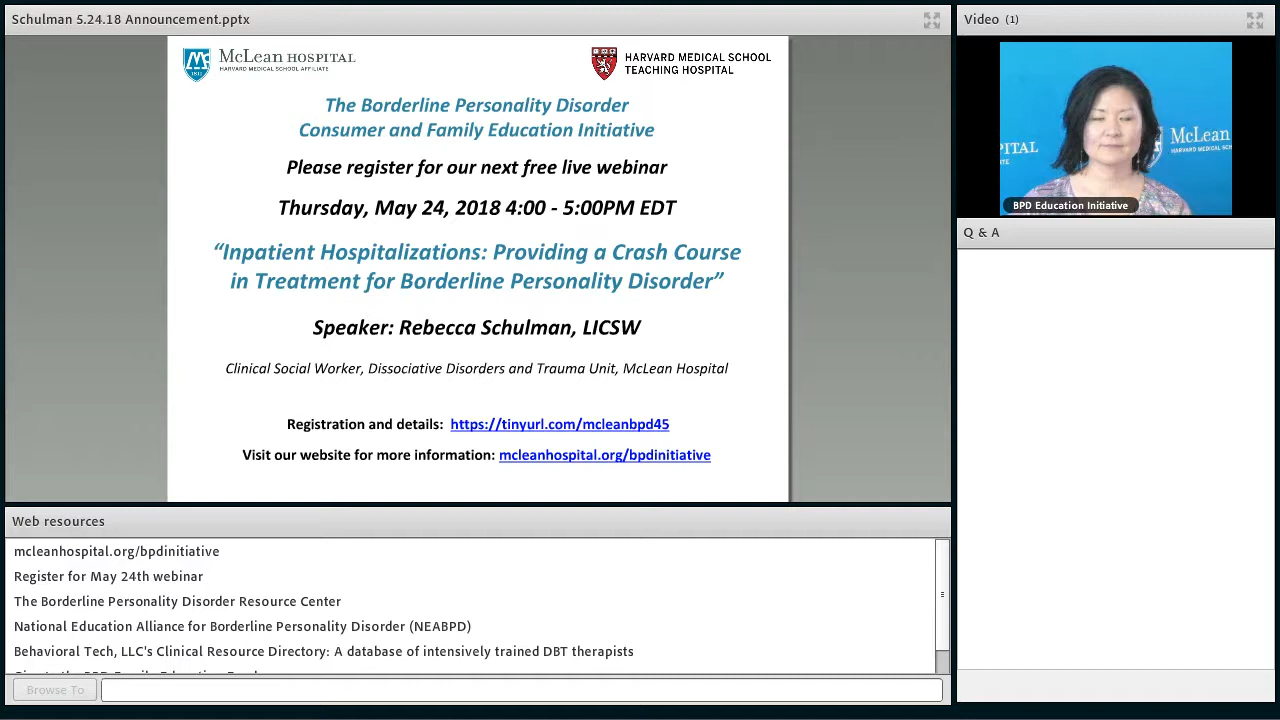 Schulman 5.24.18 Announcement.pptx
McLean Hospital
Harvard Medical School Affiliate
1811
HARVARD MEDICAL SCHOOL
TEACHING HOSPITAL
The Borderline Personality Disorder
Consumer and Family Education Initiative
Please register for our next free live webinar
Thursday, May 24, 2018 4:00 - 5:00PM EDT
“Inpatient Hospitalizations: Providing a Crash Course
in Treatment for Borderline Personality Disorder”
Speaker: Rebecca Schulman, LICSW
Clinical Social Worker, Dissociative Disorders and Trauma Unit, McLean Hospital
Registration and details: https://tinyurl.com/mcleanbpd45
Visit our website for more information: mcleanhospital.org/bpdinitiative
Web resources
mcleanhospital.org/bpdinitiative
Register for May 24th webinar
The Borderline Personality Disorder Resource Center
National Education Alliance for Borderline Personality Disorder (NEABPD)
Behavioral Tech, LLC's Clinical Resource Directory: A database of intensively trained DBT therapists
Browse To
Video (1)
PITAL
McLean
BPD Education Initiative
Q & A